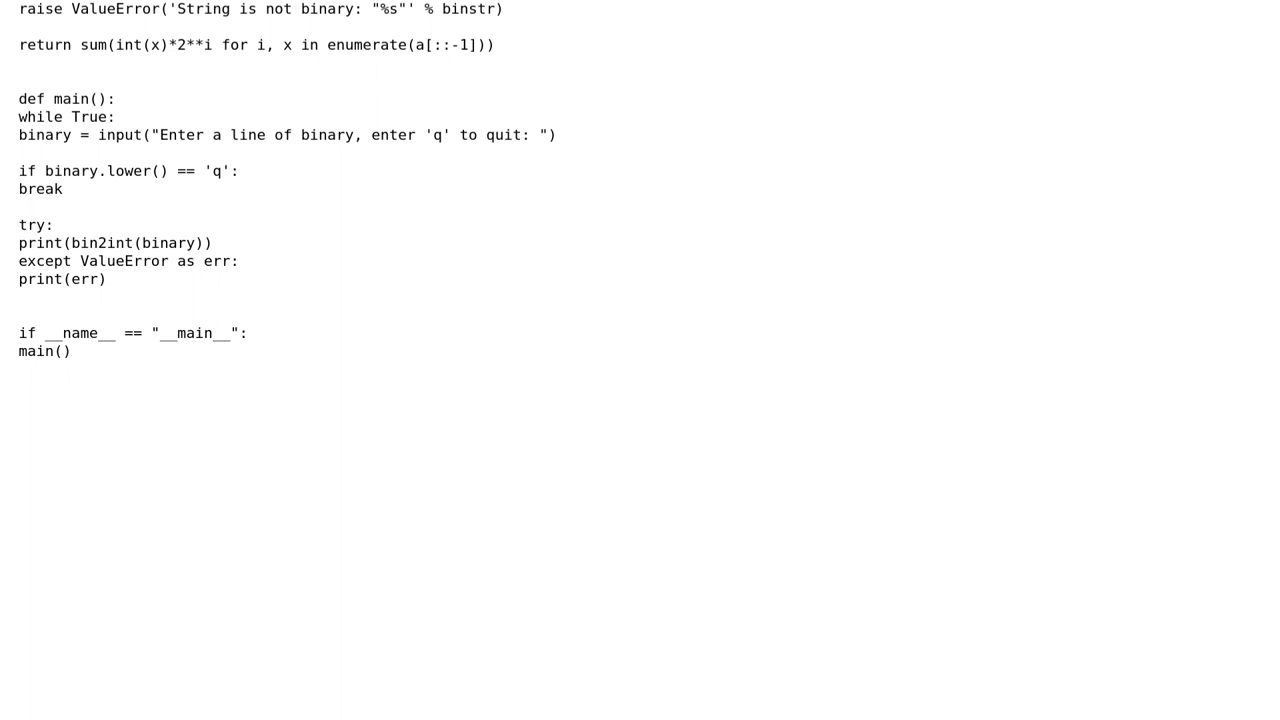 raise ValueError('String is not binary: "%s"' % binstr)
return sum(int(x)*2**i for i, x in enumerate(a[::-1]))
def main():
while True:
binary = input("Enter a line of binary, enter 'q' to quit: ")
if binary.lower() == 'q':
break
try:
print(bin2int(binary))
except ValueError as err:
print(err)
if __name__ == "__main__":
main()